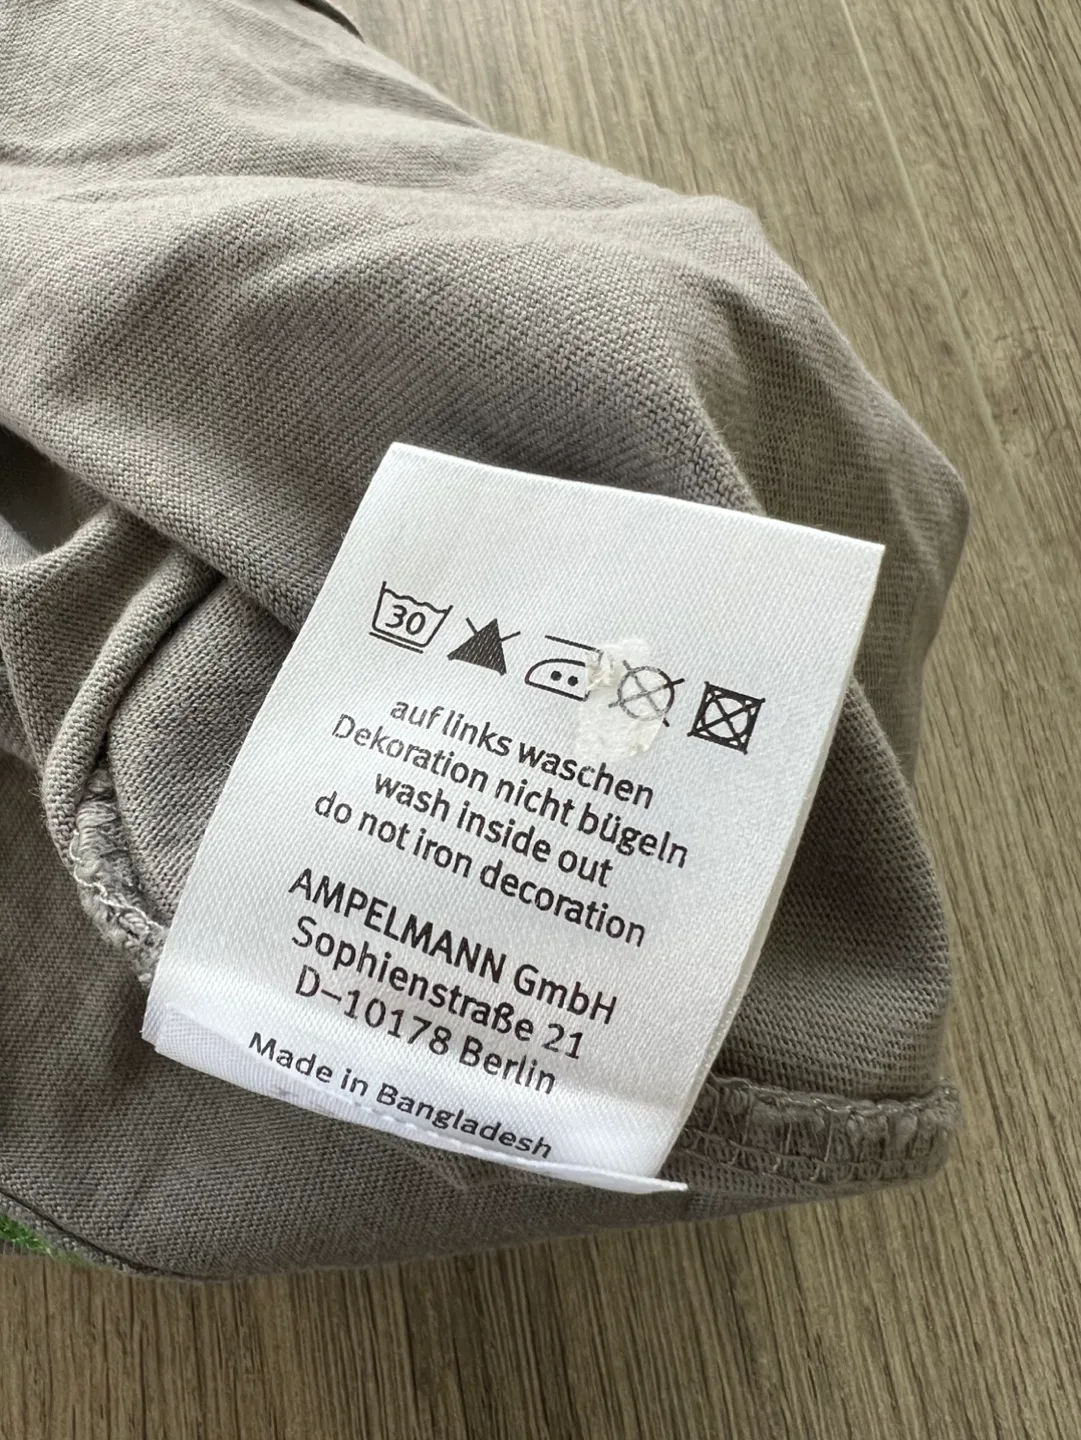 30
auf links waschen
Dekoration nicht bügeln
wash inside out
do not iron decoration
AMPELMANN GmbH
Sophienstraße 21
D-10178 Berlin
Made in Bangladesh